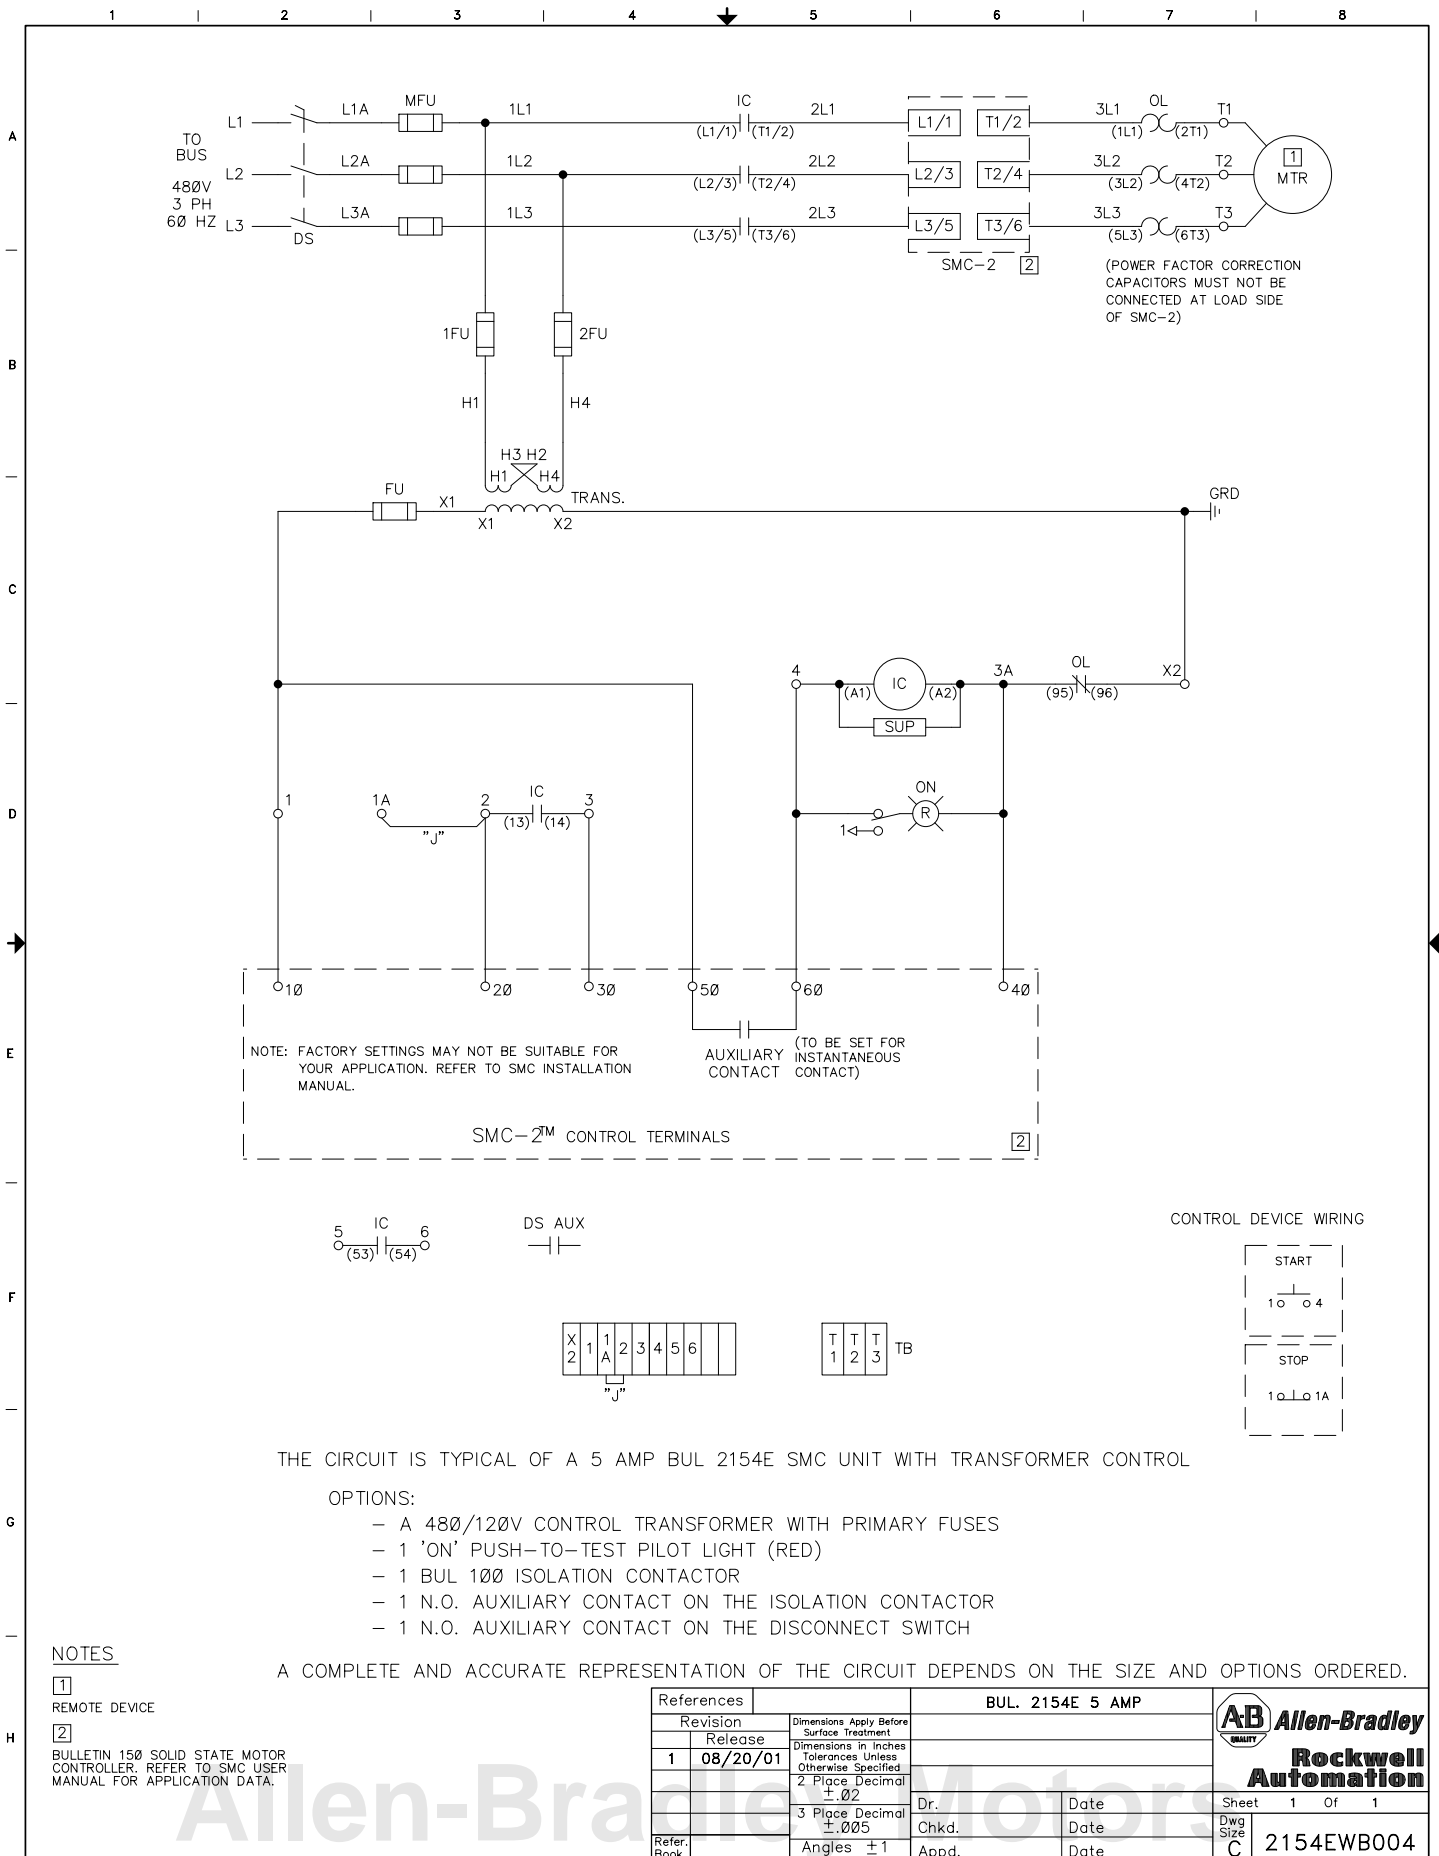 1 2 3 4 5 6 7 8
A
B
C
D
E
F
G
H
TO
BUS
480V
3 PH
60 HZ
L1
L2
L3
DS
L1A
L2A
L3A
MFU
1L1
1L2
1L3
IC
(L1/1) (T1/2)
(L2/3) (T2/4)
(L3/5) (T3/6)
2L1
2L2
2L3
L1/1 T1/2
L2/3 T2/4
L3/5 T3/6
SMC-2 2
3L1
3L2
3L3
OL
(1L1) (2T1)
(3L2) (4T2)
(5L3) (6T3)
T1
T2
T3
1
MTR
(POWER FACTOR CORRECTION
CAPACITORS MUST NOT BE
CONNECTED AT LOAD SIDE
OF SMC-2)
1FU 2FU
H1 H4
H3 H2
H1 H4
TRANS.
FU
X1
X1 X2
GRD
4
(A1) IC (A2)
SUP
3A
OL
(95) (96)
X2
1
1A
"J"
2
IC
(13) (14)
3
ON
R
1
10 20 30 50 60 40
NOTE: FACTORY SETTINGS MAY NOT BE SUITABLE FOR
YOUR APPLICATION. REFER TO SMC INSTALLATION
MANUAL.
AUXILIARY
CONTACT
(TO BE SET FOR
INSTANTANEOUS
CONTACT)
SMC-2™ CONTROL TERMINALS
2
5 IC 6
(53) (54)
DS AUX
CONTROL DEVICE WIRING
START
1 4
STOP
1 1A
X2 1 1A 2 3 4 5 6
"J"
T1 T2 T3 TB
THE CIRCUIT IS TYPICAL OF A 5 AMP BUL 2154E SMC UNIT WITH TRANSFORMER CONTROL
OPTIONS:
- A 480/120V CONTROL TRANSFORMER WITH PRIMARY FUSES
- 1 'ON' PUSH-TO-TEST PILOT LIGHT (RED)
- 1 BUL 100 ISOLATION CONTACTOR
- 1 N.O. AUXILIARY CONTACT ON THE ISOLATION CONTACTOR
- 1 N.O. AUXILIARY CONTACT ON THE DISCONNECT SWITCH
A COMPLETE AND ACCURATE REPRESENTATION OF THE CIRCUIT DEPENDS ON THE SIZE AND OPTIONS ORDERED.
NOTES
1
REMOTE DEVICE
2
BULLETIN 150 SOLID STATE MOTOR
CONTROLLER. REFER TO SMC USER
MANUAL FOR APPLICATION DATA.
Allen-Bradley Motors
References
Revision
Release
1 08/20/01
Refer.
Book
Dimensions Apply Before
Surface Treatment
Dimensions in Inches
Tolerances Unless
Otherwise Specified
2 Place Decimal
±.02
3 Place Decimal
±.005
Angles ±1
BUL. 2154E 5 AMP
Dr. Date
Chkd. Date
Appd. Date
A-B
QUALITY
Allen-Bradley
Rockwell
Automation
Sheet 1 Of 1
Dwg
Size
C
2154EWB004